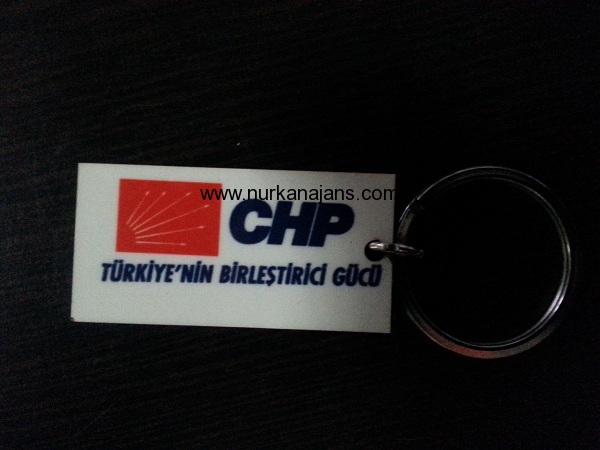 www.nurkanajans.com
CHP
TÜRKİYE'NİN BİRLEŞTİRİCİ GÜCÜ